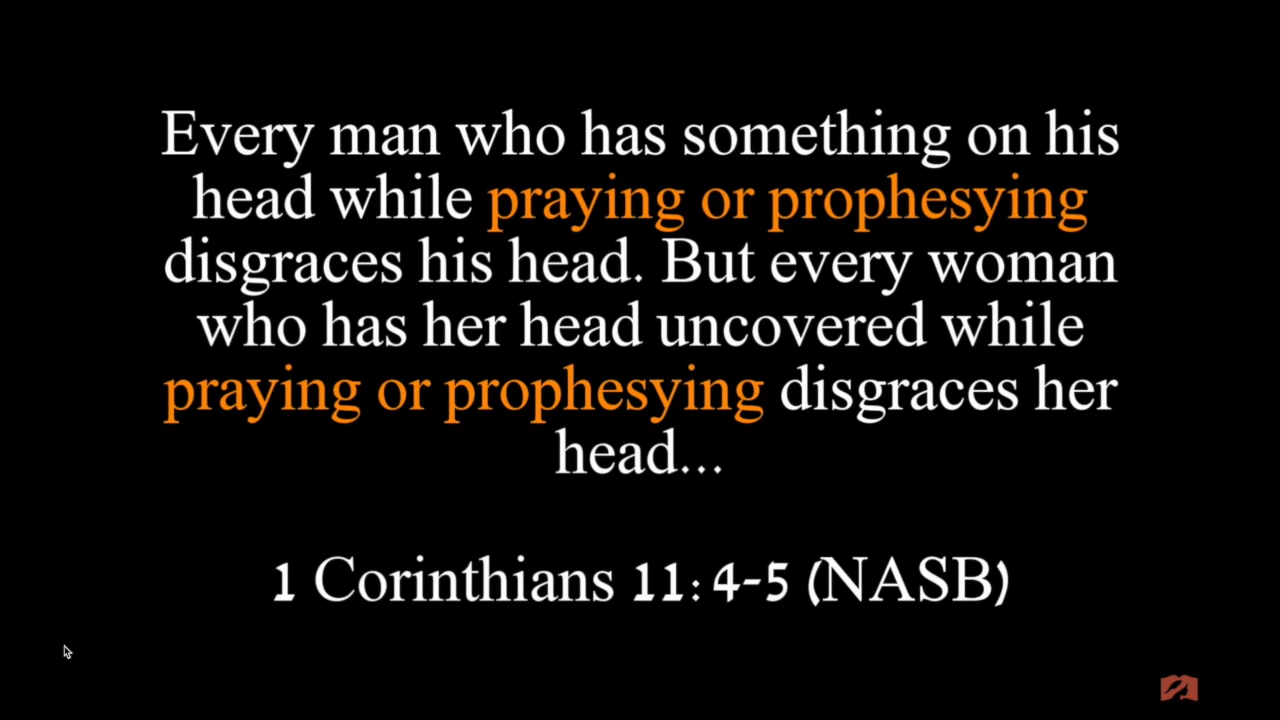 Every man who has something on his
head while praying or prophesying
disgraces his head. But every woman
who has her head uncovered while
praying or prophesying disgraces her
head...
1 Corinthians 11:4-5 (NASB)